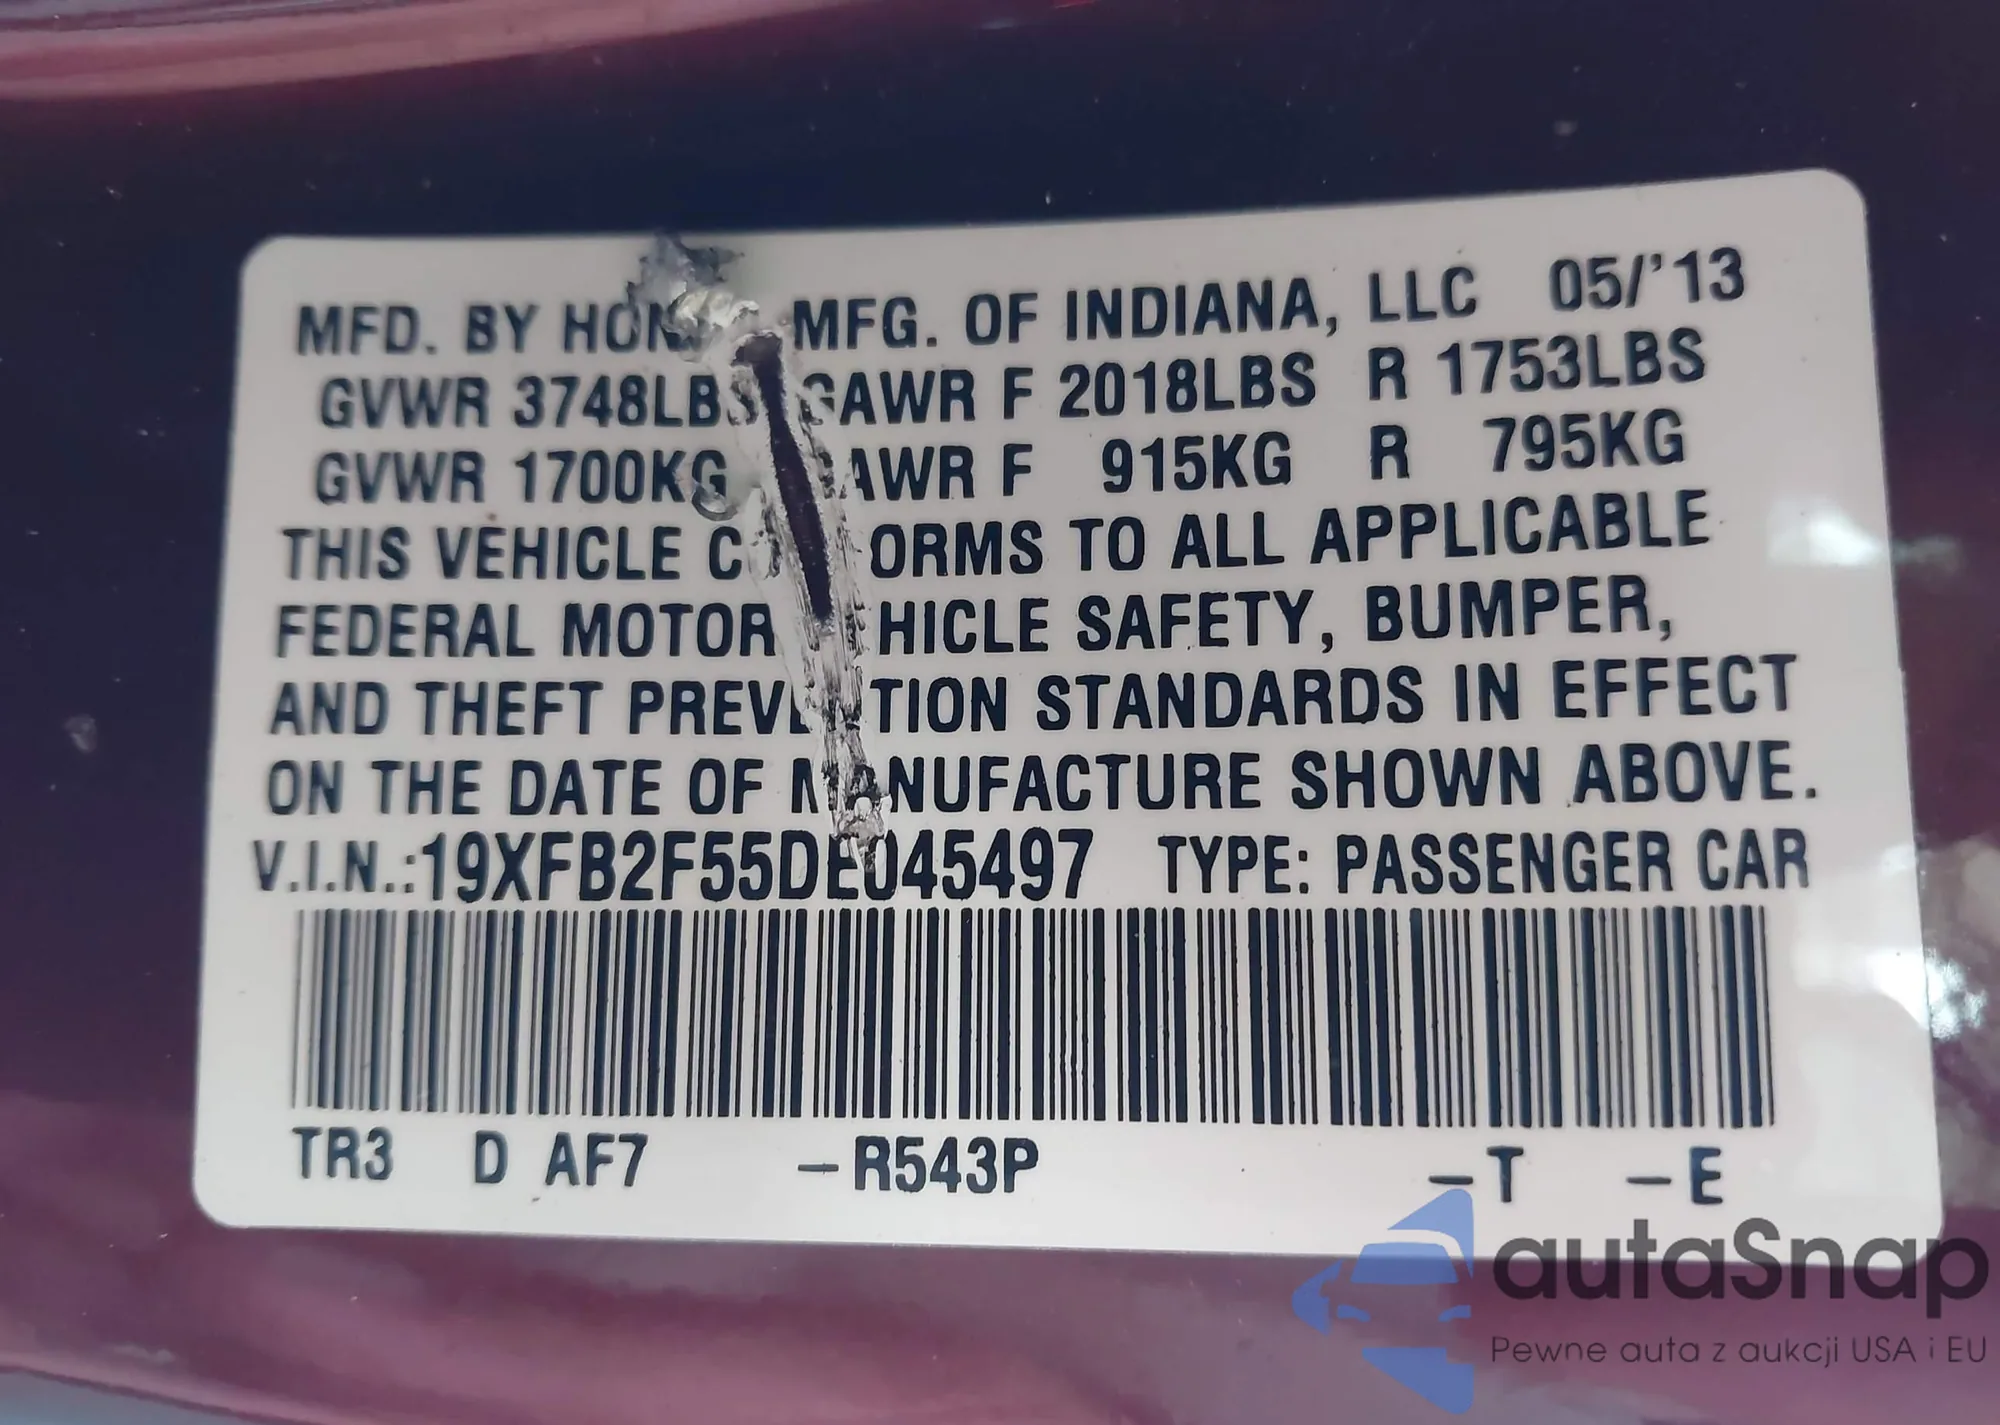 MFD. BY HON MFG. OF INDIANA, LLC 05/'13
GVWR 3748LBS GAWR F 2018LBS R 1753LBS
GVWR 1700KG GAWR F 915KG R 795KG
THIS VEHICLE C ORMS TO ALL APPLICABLE
FEDERAL MOTOR HICLE SAFETY, BUMPER,
AND THEFT PREVE TION STANDARDS IN EFFECT
ON THE DATE OF MANUFACTURE SHOWN ABOVE.
V.I.N.:19XFB2F55DE045497 TYPE: PASSENGER CAR
TR3 D AF7 –R543P –T –E
autaSnap
Pewne auta z aukcji USA i EU